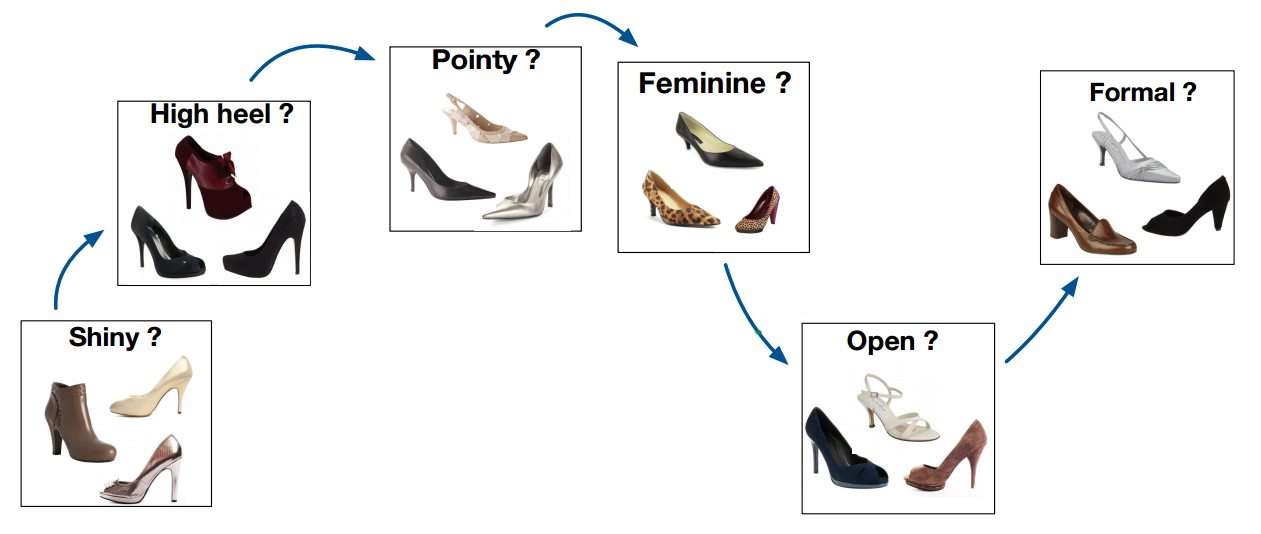 Shiny ?
High heel ?
Pointy ?
Feminine ?
Open ?
Formal ?